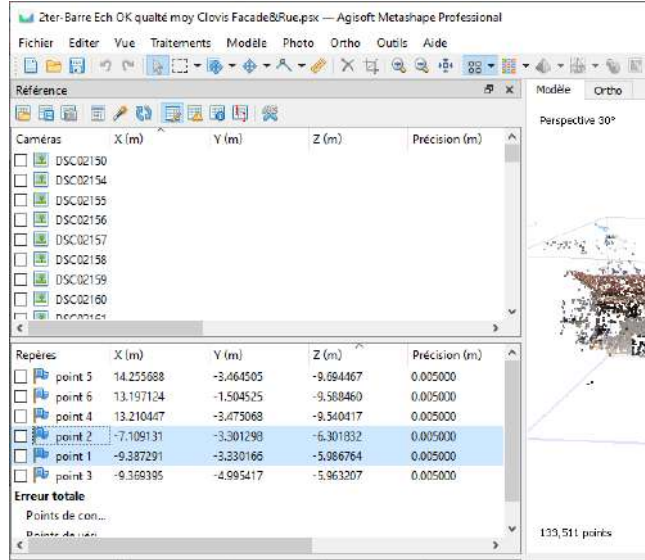 2ter-Barre Ech OK qualté moy Clovis Facade&Rue.psx — Agisoft Metashape Professional
Fichier Editer Vue Traitements Modèle Photo Ortho Outils Aide
Référence
Modèle Ortho
Perspective 30°
Caméras X (m) Y (m) Z (m) Précision (m)
DSC02150
DSC02154
DSC02155
DSC02156
DSC02157
DSC02158
DSC02159
DSC02160
DSC02161
Repères X (m) Y (m) Z (m) Précision (m)
point 5 14.255688 -3.464505 -9.694467 0.005000
point 6 13.197124 -1.504525 -9.588460 0.005000
point 4 13.210447 -3.475068 -9.540417 0.005000
point 2 -7.109131 -3.301298 -6.301832 0.005000
point 1 -9.387291 -3.330166 -5.986764 0.005000
point 3 -9.369395 -4.995417 -5.963207 0.005000
Erreur totale
Points de con...
Points de véri...
133,511 points